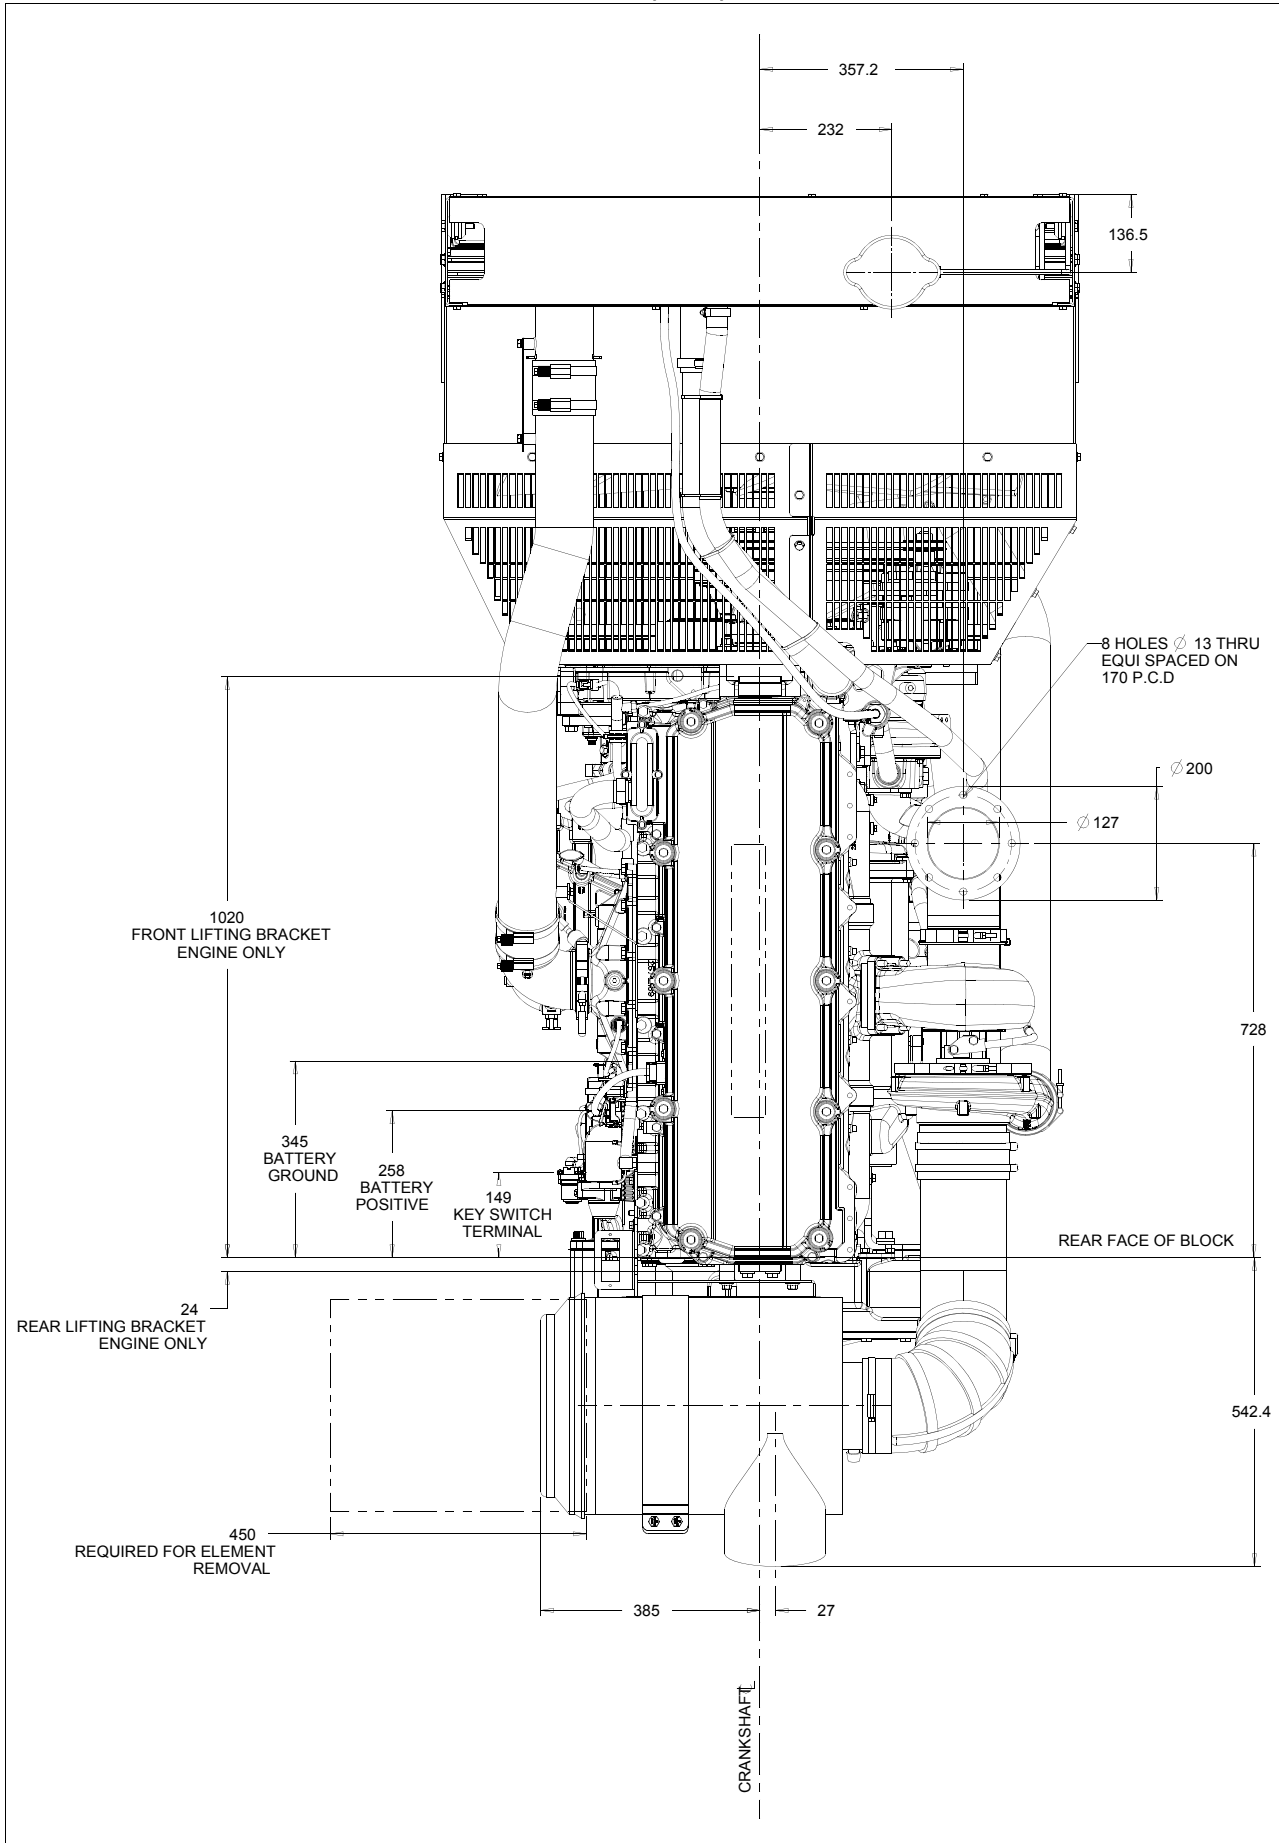 357.2
232
136.5
8 HOLES ∅ 13 THRU
EQUI SPACED ON
170 P.C.D
∅ 200
∅ 127
1020
FRONT LIFTING BRACKET
ENGINE ONLY
728
345
BATTERY
GROUND
258
BATTERY
POSITIVE
149
KEY SWITCH
TERMINAL
REAR FACE OF BLOCK
24
REAR LIFTING BRACKET
ENGINE ONLY
542.4
450
REQUIRED FOR ELEMENT
REMOVAL
385
27
CRANKSHAFT